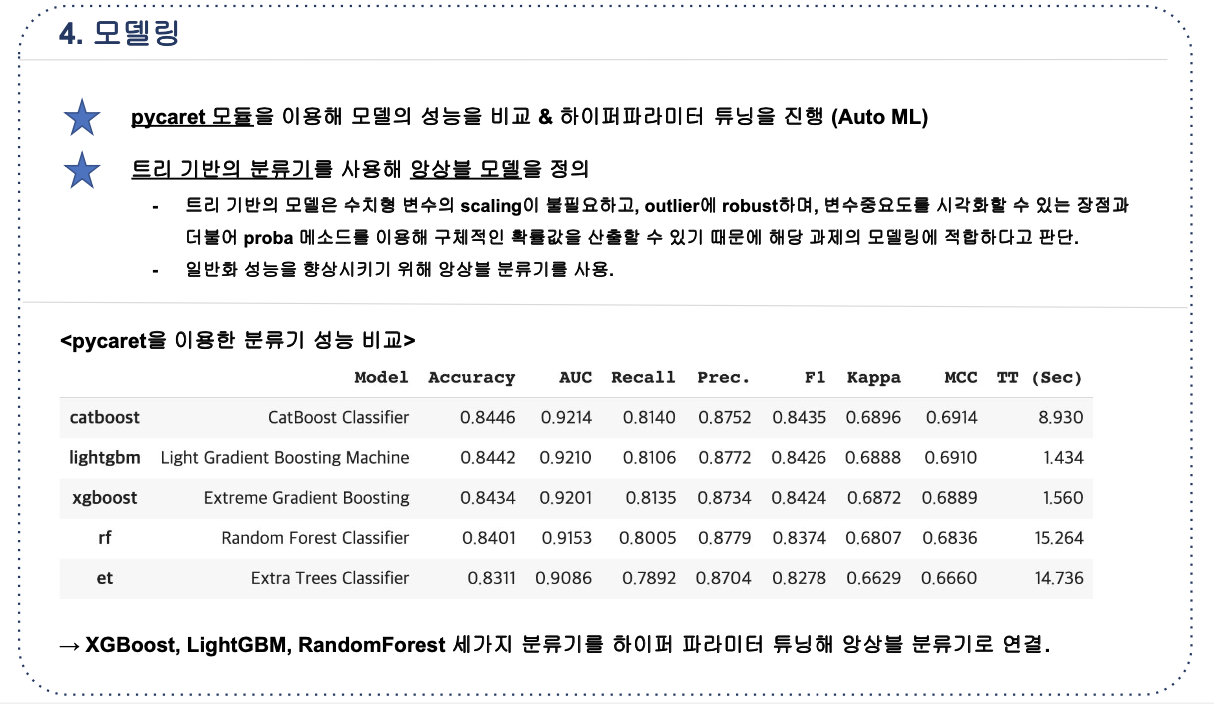 4. 모델링
pycaret 모듈을 이용해 모델의 성능을 비교 & 하이퍼파라미터 튜닝을 진행 (Auto ML)
트리 기반의 분류기를 사용해 앙상블 모델을 정의
- 트리 기반의 모델은 수치형 변수의 scaling이 불필요하고, outlier에 robust하며, 변수중요도를 시각화할 수 있는 장점과
더불어 proba 메소드를 이용해 구체적인 확률값을 산출할 수 있기 때문에 해당 과제의 모델링에 적합하다고 판단.
- 일반화 성능을 향상시키기 위해 앙상블 분류기를 사용.
<pycaret을 이용한 분류기 성능 비교>
Model Accuracy AUC Recall Prec. F1 Kappa MCC TT (Sec)
catboost CatBoost Classifier 0.8446 0.9214 0.8140 0.8752 0.8435 0.6896 0.6914 8.930
lightgbm Light Gradient Boosting Machine 0.8442 0.9210 0.8106 0.8772 0.8426 0.6888 0.6910 1.434
xgboost Extreme Gradient Boosting 0.8434 0.9201 0.8135 0.8734 0.8424 0.6872 0.6889 1.560
rf Random Forest Classifier 0.8401 0.9153 0.8005 0.8779 0.8374 0.6807 0.6836 15.264
et Extra Trees Classifier 0.8311 0.9086 0.7892 0.8704 0.8278 0.6629 0.6660 14.736
→ XGBoost, LightGBM, RandomForest 세가지 분류기를 하이퍼 파라미터 튜닝해 앙상블 분류기로 연결.